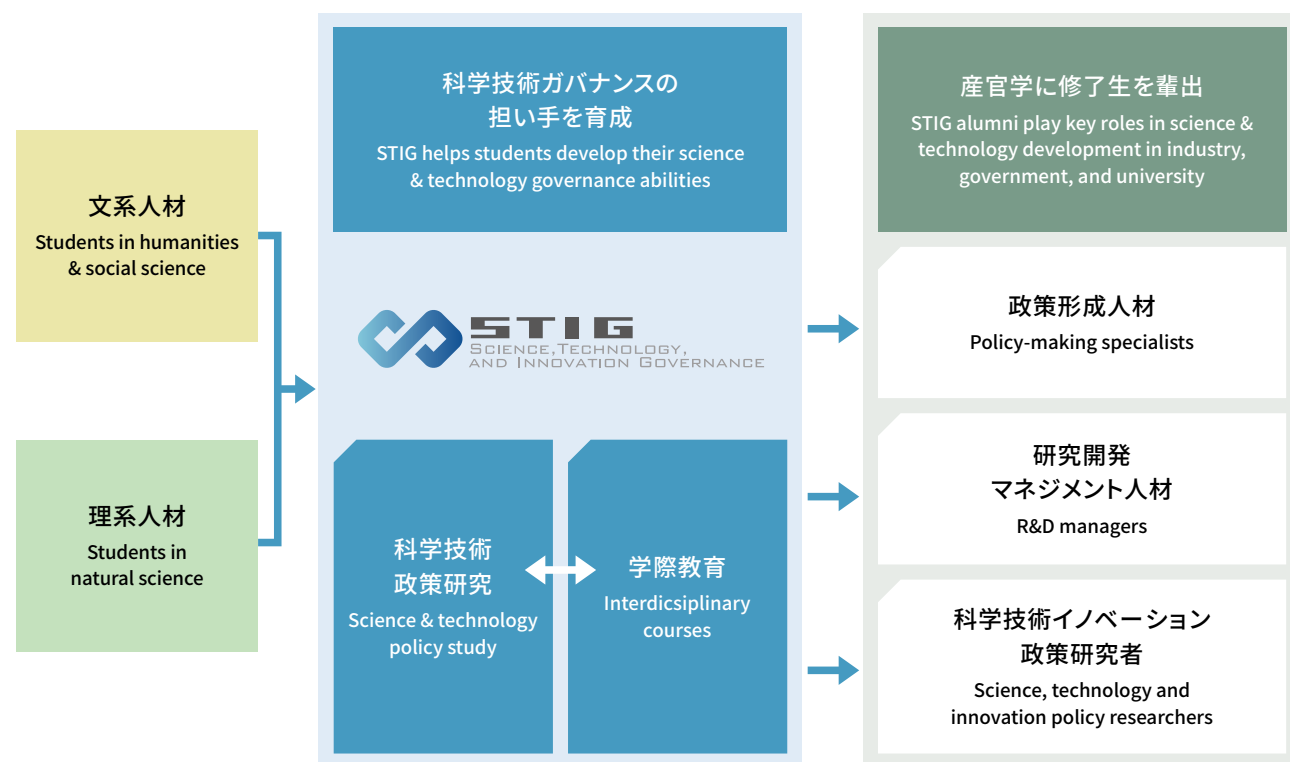 文系人材
Students in humanities
& social science
理系人材
Students in
natural science
科学技術ガバナンスの
担い手を育成
STIG helps students develop their science
& technology governance abilities
STIG
SCIENCE,TECHNOLOGY,
AND INNOVATION GOVERNANCE
科学技術
政策研究
Science & technology
policy study
学際教育
Interdicsiplinary
courses
産官学に修了生を輩出
STIG alumni play key roles in science &
technology development in industry,
government, and university
政策形成人材
Policy-making specialists
研究開発
マネジメント人材
R&D managers
科学技術イノベーション
政策研究者
Science, technology and
innovation policy researchers